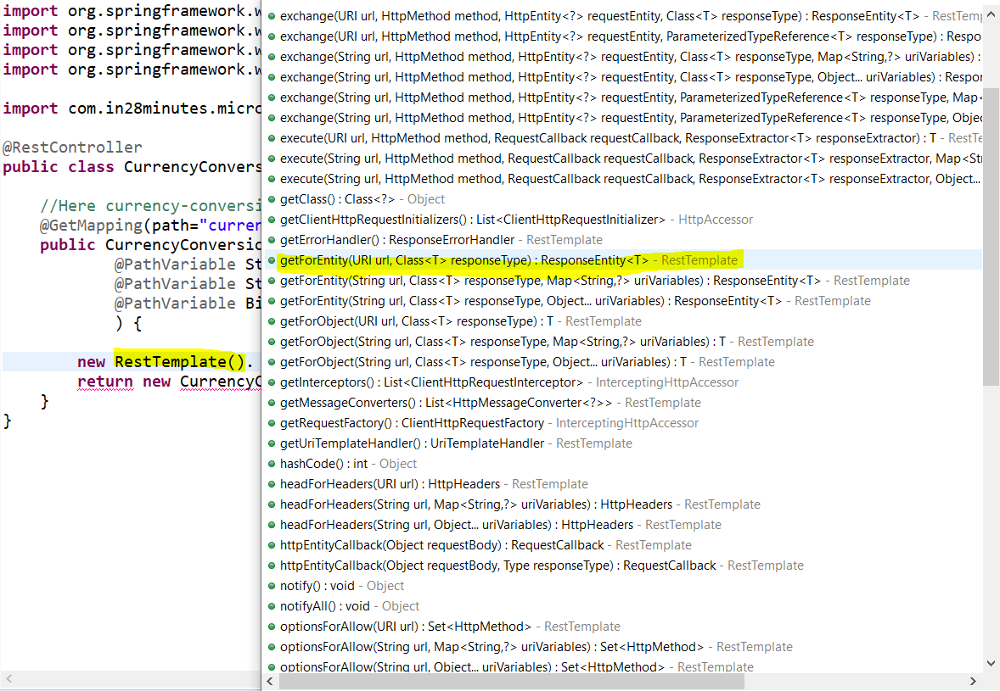 import org.springframework.w
import org.springframework.w
import org.springframework.w
import org.springframework.w
import com.in28minutes.micro
@RestController
public class CurrencyConvers
//Here currency-conversi
@GetMapping(path="curren
public CurrencyConversio
@PathVariable St
@PathVariable St
@PathVariable Bi
) {
new RestTemplate().
return new CurrencyC
}
}
exchange(URI url, HttpMethod method, HttpEntity<?> requestEntity, Class<T> responseType) : ResponseEntity<T> - RestTemp
exchange(URI url, HttpMethod method, HttpEntity<?> requestEntity, ParameterizedTypeReference<T> responseType) : Respo
exchange(String url, HttpMethod method, HttpEntity<?> requestEntity, Class<T> responseType, Map<String,?> uriVariables) :
exchange(String url, HttpMethod method, HttpEntity<?> requestEntity, Class<T> responseType, Object... uriVariables) : Respor
exchange(String url, HttpMethod method, HttpEntity<?> requestEntity, ParameterizedTypeReference<T> responseType, Map<
exchange(String url, HttpMethod method, HttpEntity<?> requestEntity, ParameterizedTypeReference<T> responseType, Objec
execute(URI url, HttpMethod method, RequestCallback requestCallback, ResponseExtractor<T> responseExtractor) : T - RestTe
execute(String url, HttpMethod method, RequestCallback requestCallback, ResponseExtractor<T> responseExtractor, Map<St
execute(String url, HttpMethod method, RequestCallback requestCallback, ResponseExtractor<T> responseExtractor, Object...
getClass() : Class<?> - Object
getClientHttpRequestInitializers() : List<ClientHttpRequestInitializer> - HttpAccessor
getErrorHandler() : ResponseErrorHandler - RestTemplate
getForEntity(URI url, Class<T> responseType) : ResponseEntity<T> - RestTemplate
getForEntity(String url, Class<T> responseType, Map<String,?> uriVariables) : ResponseEntity<T> - RestTemplate
getForEntity(String url, Class<T> responseType, Object... uriVariables) : ResponseEntity<T> - RestTemplate
getForObject(URI url, Class<T> responseType) : T - RestTemplate
getForObject(String url, Class<T> responseType, Map<String,?> uriVariables) : T - RestTemplate
getForObject(String url, Class<T> responseType, Object... uriVariables) : T - RestTemplate
getInterceptors() : List<ClientHttpRequestInterceptor> - InterceptingHttpAccessor
getMessageConverters() : List<HttpMessageConverter<?>> - RestTemplate
getRequestFactory() : ClientHttpRequestFactory - InterceptingHttpAccessor
getUriTemplateHandler() : UriTemplateHandler - RestTemplate
hashCode() : int - Object
headForHeaders(URI url) : HttpHeaders - RestTemplate
headForHeaders(String url, Map<String,?> uriVariables) : HttpHeaders - RestTemplate
headForHeaders(String url, Object... uriVariables) : HttpHeaders - RestTemplate
httpEntityCallback(Object requestBody) : RequestCallback - RestTemplate
httpEntityCallback(Object requestBody, Type responseType) : RequestCallback - RestTemplate
notify() : void - Object
notifyAll() : void - Object
optionsForAllow(URI url) : Set<HttpMethod> - RestTemplate
optionsForAllow(String url, Map<String,?> uriVariables) : Set<HttpMethod> - RestTemplate
optionsForAllow(String url, Object... uriVariables) : Set<HttpMethod> - RestTemplate